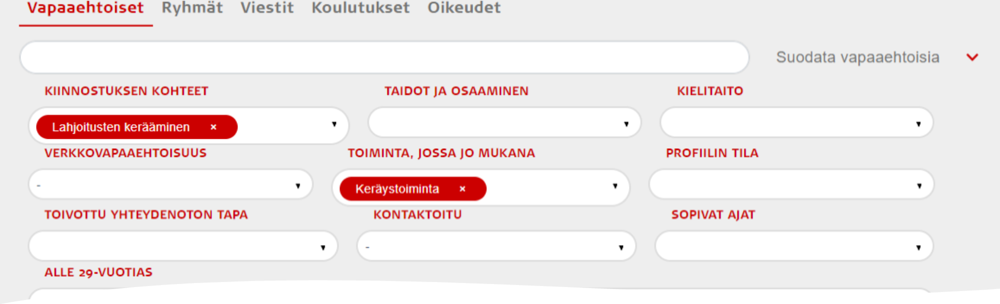 Vapaaehtoiset Ryhmät Viestit Koulutukset Oikeudet
Suodata vapaaehtoisia
KIINNOSTUKSEN KOHTEET TAIDOT JA OSAAMINEN KIELITAITO
Lahjoitusten kerääminen ×
VERKKOVAPAAEHTOISUUS TOIMINTA, JOSSA JO MUKANA PROFIILIN TILA
- Keräystoiminta ×
TOIVOTTU YHTEYDENOTON TAPA KONTAKTOITU SOPIVAT AJAT
-
ALLE 29-VUOTIAS